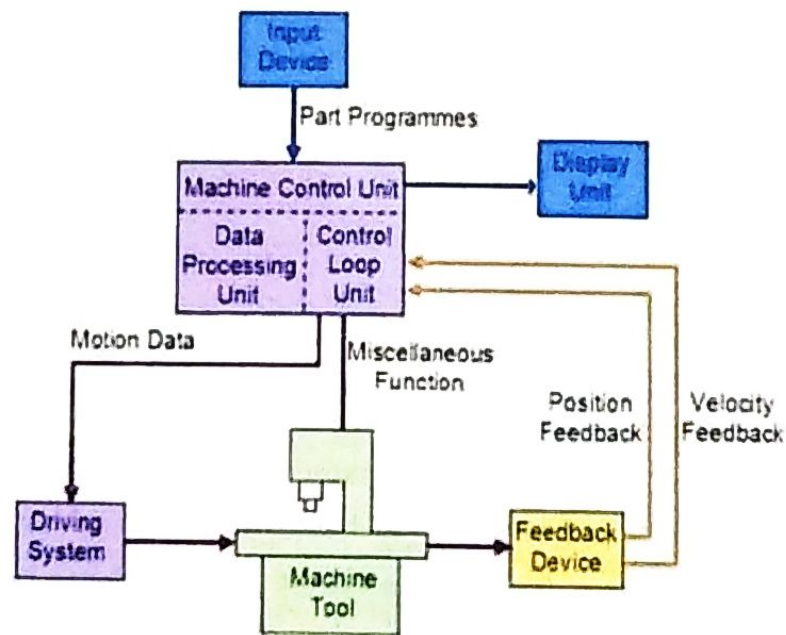 Input
Device
Part Programmes
Machine Control Unit
Display
Unit
Data
Processing
Unit
Control
Loop
Unit
Motion Data
Miscellaneous
Function
Position
Feedback
Velocity
Feedback
Driving
System
Machine
Tool
Feedback
Device